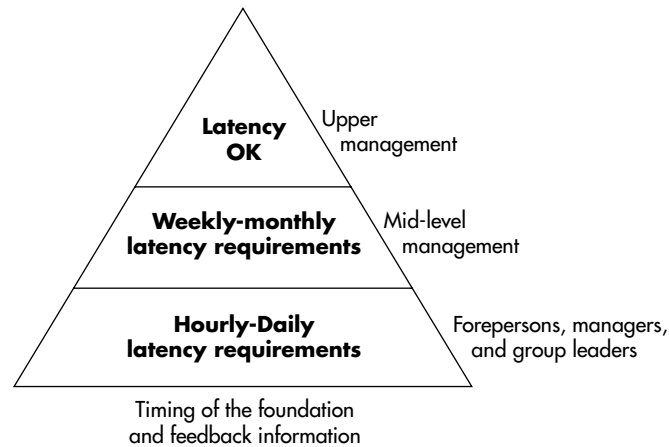 Latency
OK
Upper
management
Weekly-monthly
latency requirements
Mid-level
management
Hourly-Daily
latency requirements
Forepersons, managers,
and group leaders
Timing of the foundation
and feedback information